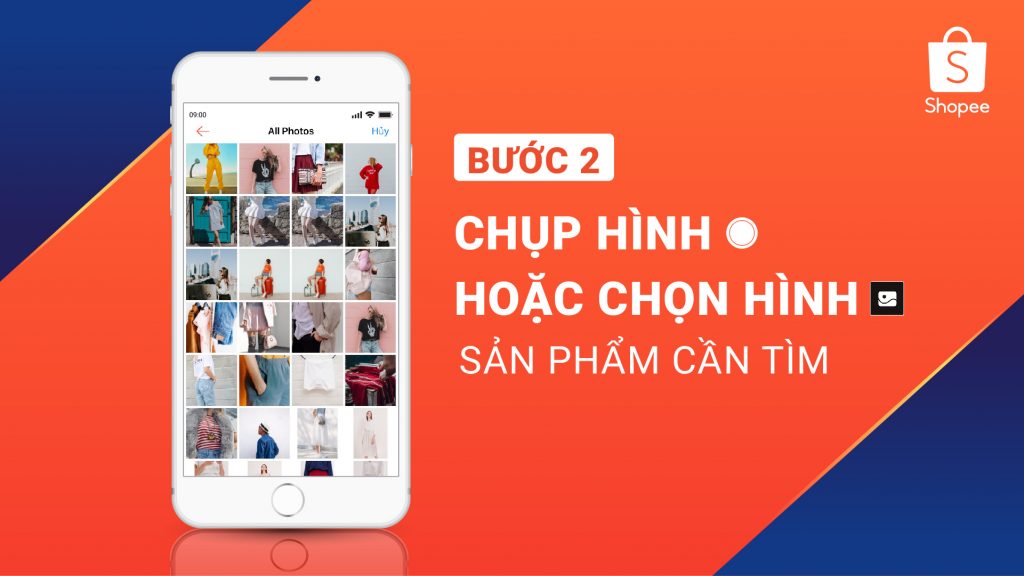 S
Shopee
09:00
All Photos
Hủy
BƯỚC 2
CHỤP HÌNH
HOẶC CHỌN HÌNH
SẢN PHẨM CẦN TÌM